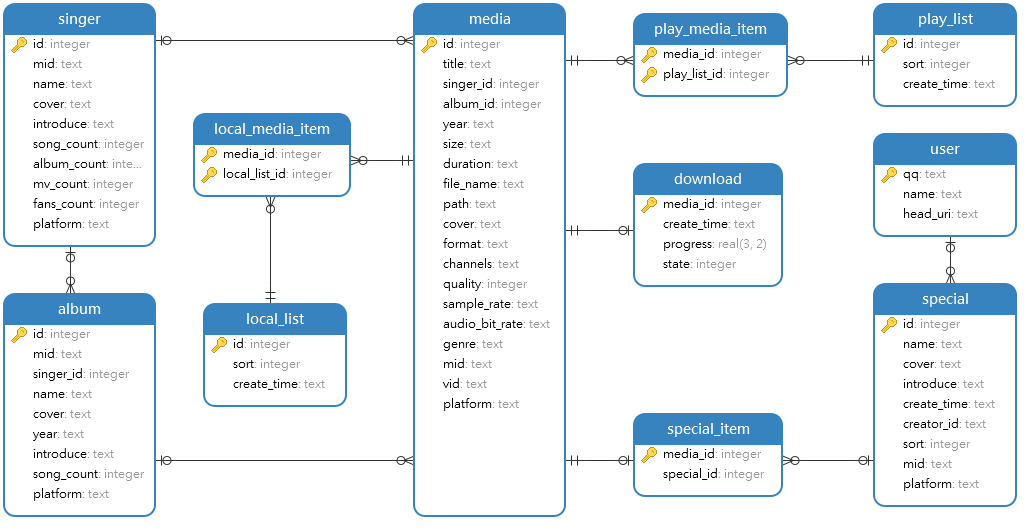 singer
id: integer
mid: text
name: text
cover: text
introduce: text
song_count: integer
album_count: inte...
mv_count: integer
fans_count: integer
platform: text
album
id: integer
mid: text
singer_id: integer
name: text
cover: text
year: text
introduce: text
song_count: integer
platform: text
local_media_item
media_id: integer
local_list_id: integer
local_list
id: integer
sort: integer
create_time: text
media
id: integer
title: text
singer_id: integer
album_id: integer
year: text
size: text
duration: text
file_name: text
path: text
cover: text
format: text
channels: text
quality: integer
sample_rate: text
audio_bit_rate: text
genre: text
mid: text
vid: text
platform: text
play_media_item
media_id: integer
play_list_id: integer
download
media_id: integer
create_time: text
progress: real(3, 2)
state: integer
special_item
media_id: integer
special_id: integer
play_list
id: integer
sort: integer
create_time: text
user
qq: text
name: text
head_uri: text
special
id: integer
name: text
cover: text
introduce: text
create_time: text
creator_id: text
sort: integer
mid: text
platform: text